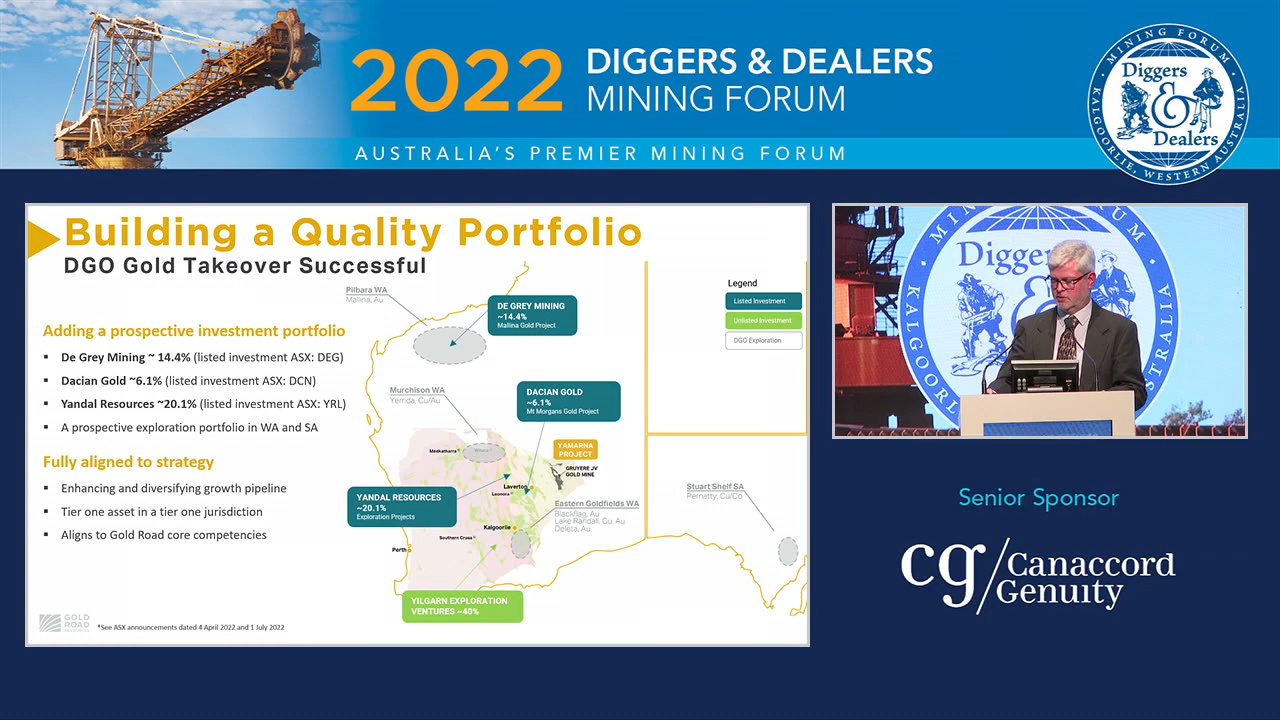 2022 DIGGERS & DEALERS
MINING FORUM
AUSTRALIA'S PREMIER MINING FORUM
MINING FORUM
Diggers
&
Dealers
KALGOORLIE, WESTERN AUSTRALIA
Building a Quality Portfolio
DGO Gold Takeover Successful
Adding a prospective investment portfolio
▪ De Grey Mining ~ 14.4% (listed investment ASX: DEG)
▪ Dacian Gold ~6.1% (listed investment ASX: DCN)
▪ Yandal Resources ~20.1% (listed investment ASX: YRL)
▪ A prospective exploration portfolio in WA and SA
Fully aligned to strategy
▪ Enhancing and diversifying growth pipeline
▪ Tier one asset in a tier one jurisdiction
▪ Aligns to Gold Road core competencies
Pilbara WA
Mallina, Au
DE GREY MINING
~14.4%
Mallina Gold Project
Murchison WA
Yerrida, Cu/Au
DACIAN GOLD
~6.1%
Mt Morgans Gold Project
Meekatharra
Wiluna
YAMARNA
PROJECT
GRUYERE JV
GOLD MINE
Laverton
Leonora
YANDAL RESOURCES
~20.1%
Exploration Projects
Eastern Goldfields WA
Blackflag, Au
Lake Randall, Cu, Au
Deleta, Au
Kalgoorlie
Southern Cross
Perth
YILGARN EXPLORATION
VENTURES ~40%
Stuart Shelf SA
Pernatty, Cu/Co
Legend
Listed Investment
Unlisted Investment
DGO Exploration
GOLD
ROAD
RESOURCES
*See ASX announcements dated 4 April 2022 and 1 July 2022
Diggers
Senior Sponsor
cg/Canaccord
Genuity